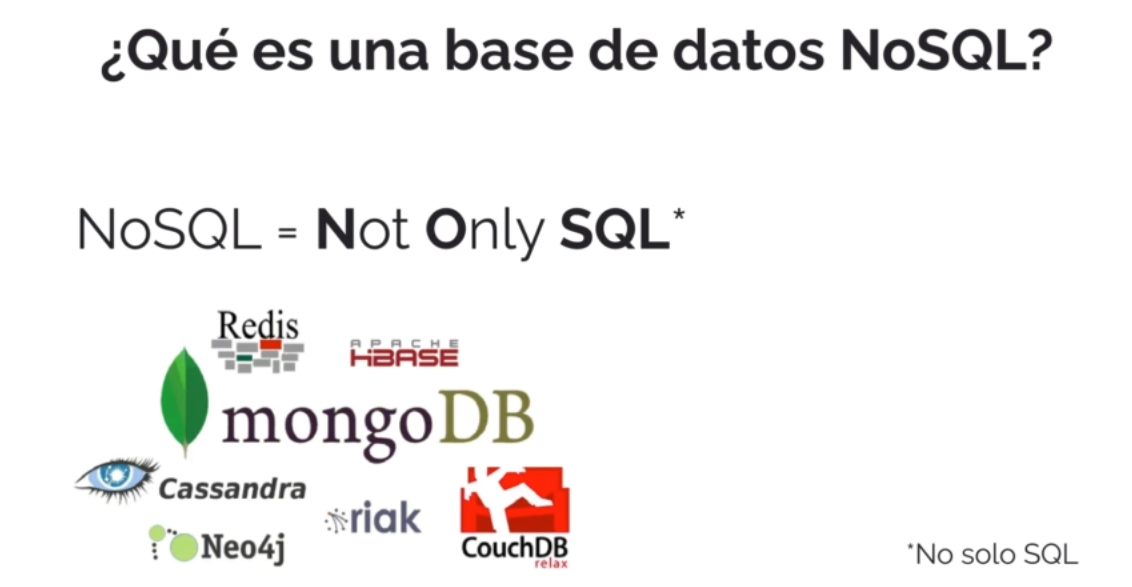 ¿Qué es una base de datos NoSQL?
NoSQL = Not Only SQL*
Redis
APACHE
HBASE
mongoDB
Cassandra
riak
Neo4j
CouchDB
relax
*No solo SQL